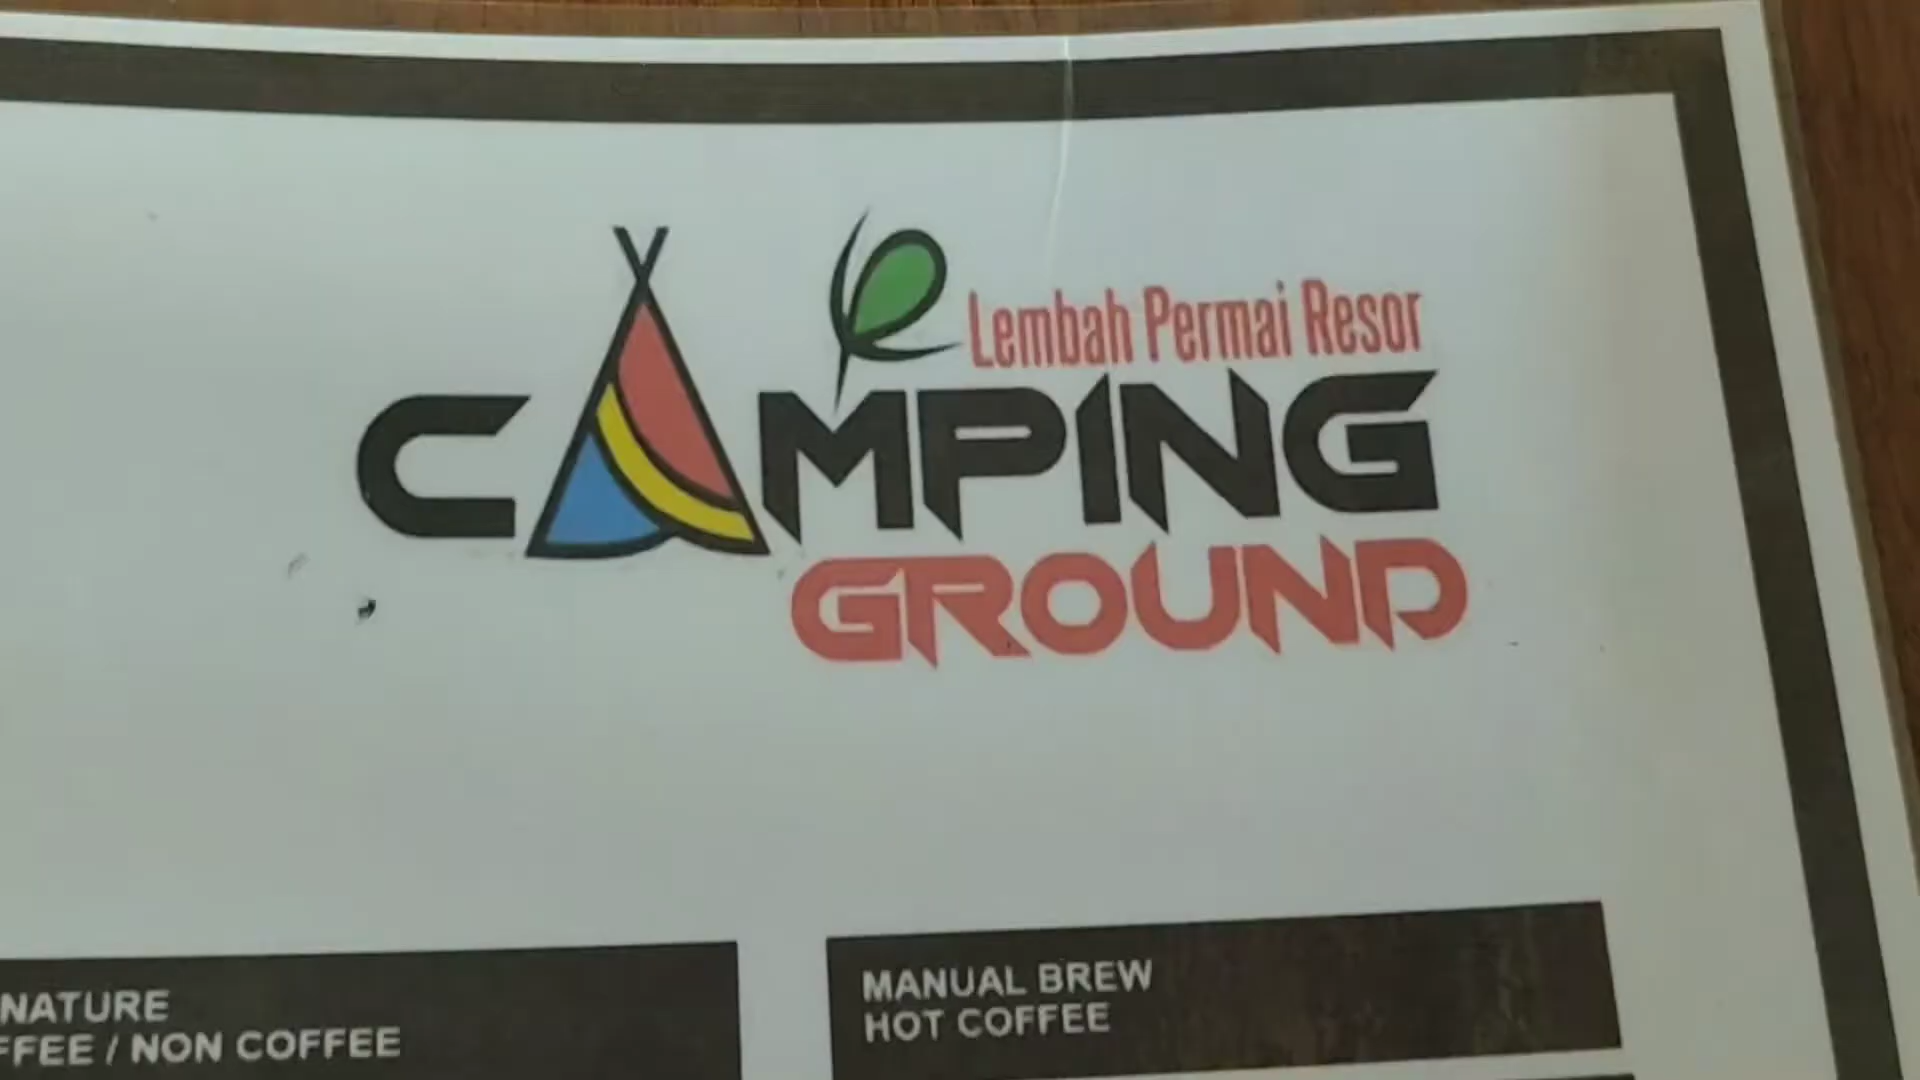 Lembah Permai Resor
CAMPING
GROUND
NATURE
FFEE / NON COFFEE
MANUAL BREW
HOT COFFEE